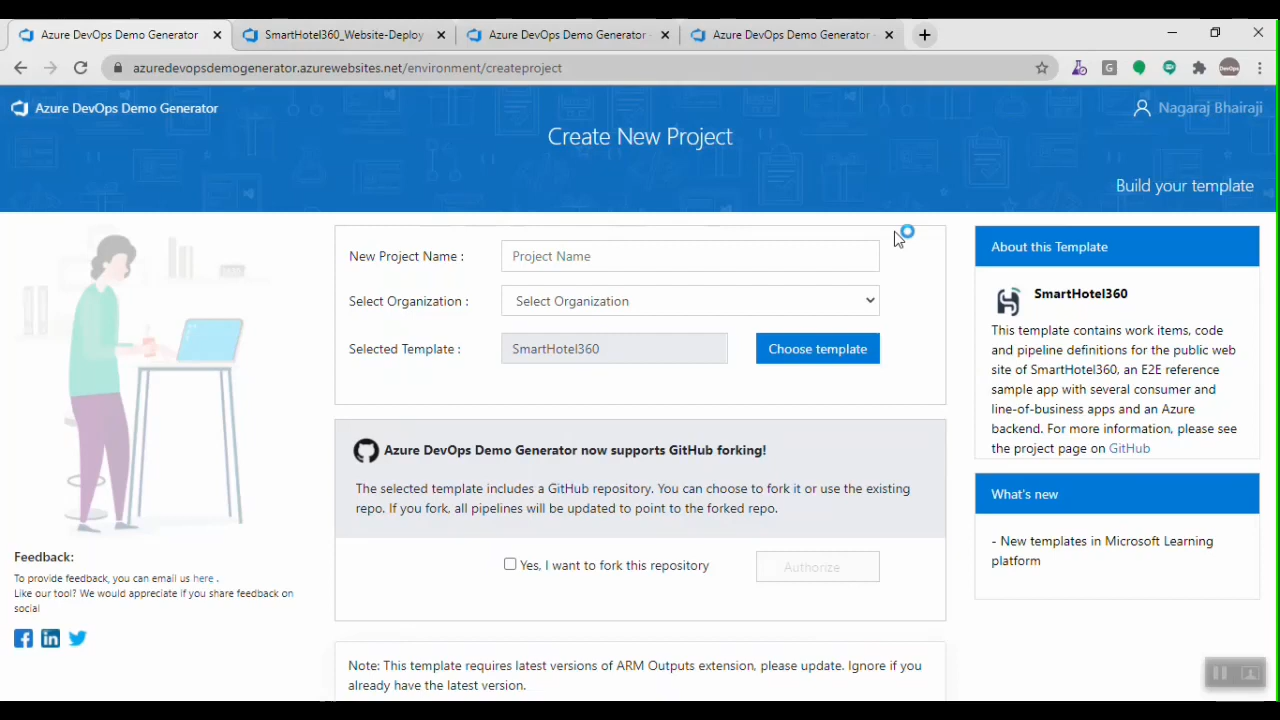 Azure DevOps Demo Generator
SmartHotel360_Website-Deploy
Azure DevOps Demo Generator
Azure DevOps Demo Generator
azuredevopsdemogenerator.azurewebsites.net/environment/createproject
Azure DevOps Demo Generator
Nagaraj Bhairaji
Create New Project
Build your template
New Project Name :
Project Name
Select Organization :
Select Organization
Selected Template :
SmartHotel360
Choose template
Azure DevOps Demo Generator now supports GitHub forking!
The selected template includes a GitHub repository. You can choose to fork it or use the existing
repo. If you fork, all pipelines will be updated to point to the forked repo.
Yes, I want to fork this repository
Authorize
Note: This template requires latest versions of ARM Outputs extension, please update. Ignore if you
already have the latest version.
About this Template
SmartHotel360
This template contains work items, code
and pipeline definitions for the public web
site of SmartHotel360, an E2E reference
sample app with several consumer and
line-of-business apps and an Azure
backend. For more information, please see
the project page on GitHub
What's new
- New templates in Microsoft Learning
platform
Feedback:
To provide feedback, you can email us here .
Like our tool? We would appreciate if you share feedback on
social